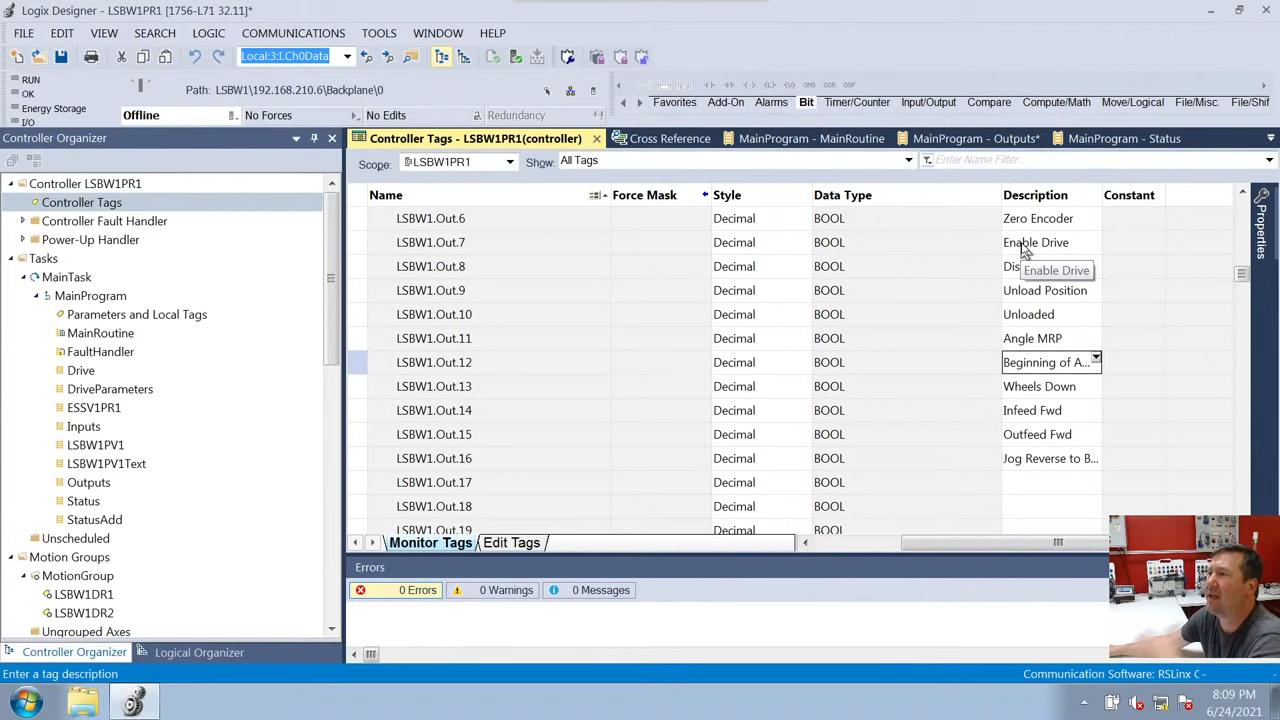 Logix Designer - LSBW1PR1 [1756-L71 32.11]*
FILE EDIT VIEW SEARCH LOGIC COMMUNICATIONS TOOLS WINDOW HELP
Local:3:I.Ch0Data
RUN
OK
Energy Storage
I/O
Path: LSBW1\192.168.210.6\Backplane\0
Offline No Forces No Edits Redundancy
Favorites Add-On Alarms Bit Timer/Counter Input/Output Compare Compute/Math Move/Logical File/Misc. File/Shif
Controller Organizer
Controller Tags - LSBW1PR1(controller) Cross Reference MainProgram - MainRoutine MainProgram - Outputs* MainProgram - Status
Scope: LSBW1PR1 Show: All Tags Enter Name Filter...
Controller LSBW1PR1
Controller Tags
Controller Fault Handler
Power-Up Handler
Tasks
MainTask
MainProgram
Parameters and Local Tags
MainRoutine
FaultHandler
Drive
DriveParameters
ESSV1PR1
Inputs
LSBW1PV1
LSBW1PV1Text
Outputs
Status
StatusAdd
Unscheduled
Motion Groups
MotionGroup
LSBW1DR1
LSBW1DR2
Ungrouped Axes
Controller Organizer Logical Organizer
Name Force Mask Style Data Type Description Constant
LSBW1.Out.6 Decimal BOOL Zero Encoder
LSBW1.Out.7 Decimal BOOL Enable Drive
LSBW1.Out.8 Decimal BOOL Dis
Enable Drive
LSBW1.Out.9 Decimal BOOL Unload Position
LSBW1.Out.10 Decimal BOOL Unloaded
LSBW1.Out.11 Decimal BOOL Angle MRP
LSBW1.Out.12 Decimal BOOL Beginning of A...
LSBW1.Out.13 Decimal BOOL Wheels Down
LSBW1.Out.14 Decimal BOOL Infeed Fwd
LSBW1.Out.15 Decimal BOOL Outfeed Fwd
LSBW1.Out.16 Decimal BOOL Jog Reverse to B...
LSBW1.Out.17 Decimal BOOL
LSBW1.Out.18 Decimal BOOL
LSBW1.Out.19 Decimal BOOL
Monitor Tags Edit Tags
Properties
Errors
0 Errors 0 Warnings 0 Messages
Enter a tag description
Communication Software: RSLinx C
8:09 PM
6/24/2021